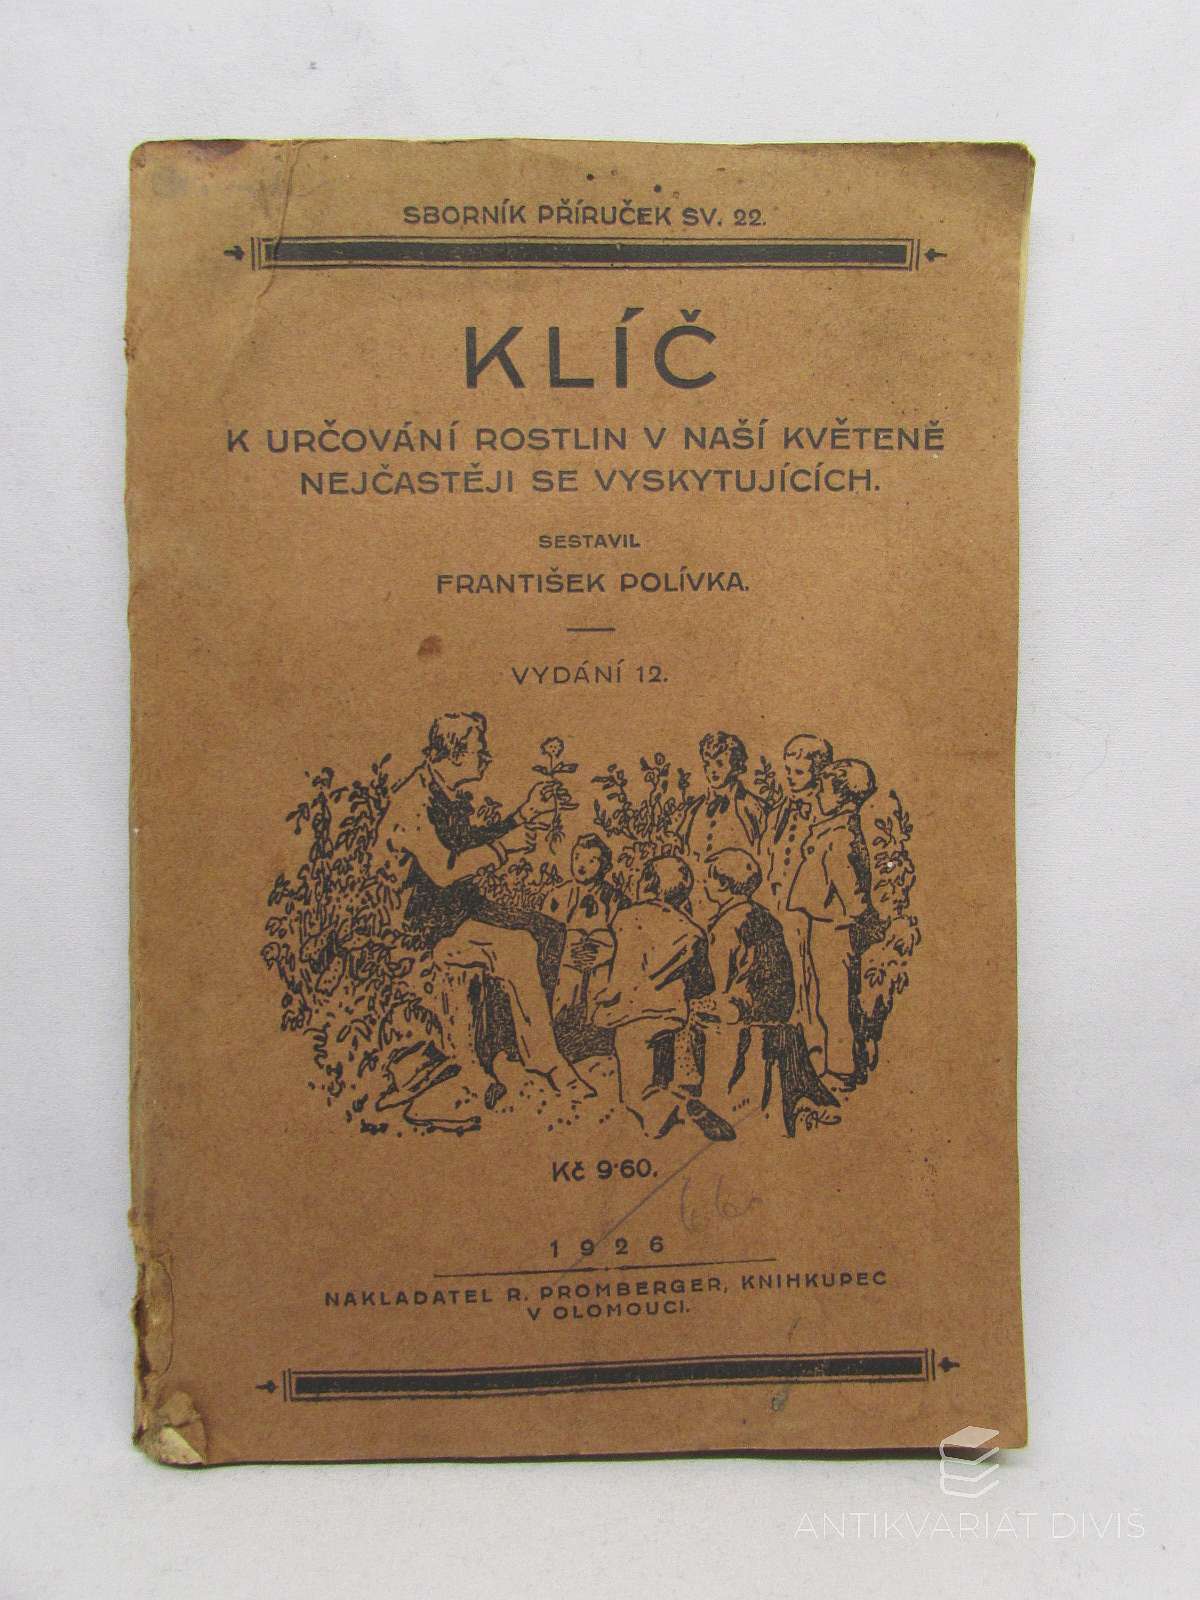 SBORNÍK PŘÍRUČEK SV. 22.
KLÍČ
K URČOVÁNÍ ROSTLIN V NAŠÍ KVĚTENĚ
NEJČASTĚJI SE VYSKYTUJÍCÍCH.
SESTAVIL
FRANTIŠEK POLÍVKA.
VYDÁNÍ 12.
Kč 9·60.
1926
NAKLADATEL R. PROMBERGER, KNIHKUPEC
V OLOMOUCI.
ANTIKVARIÁT DIVIŠ